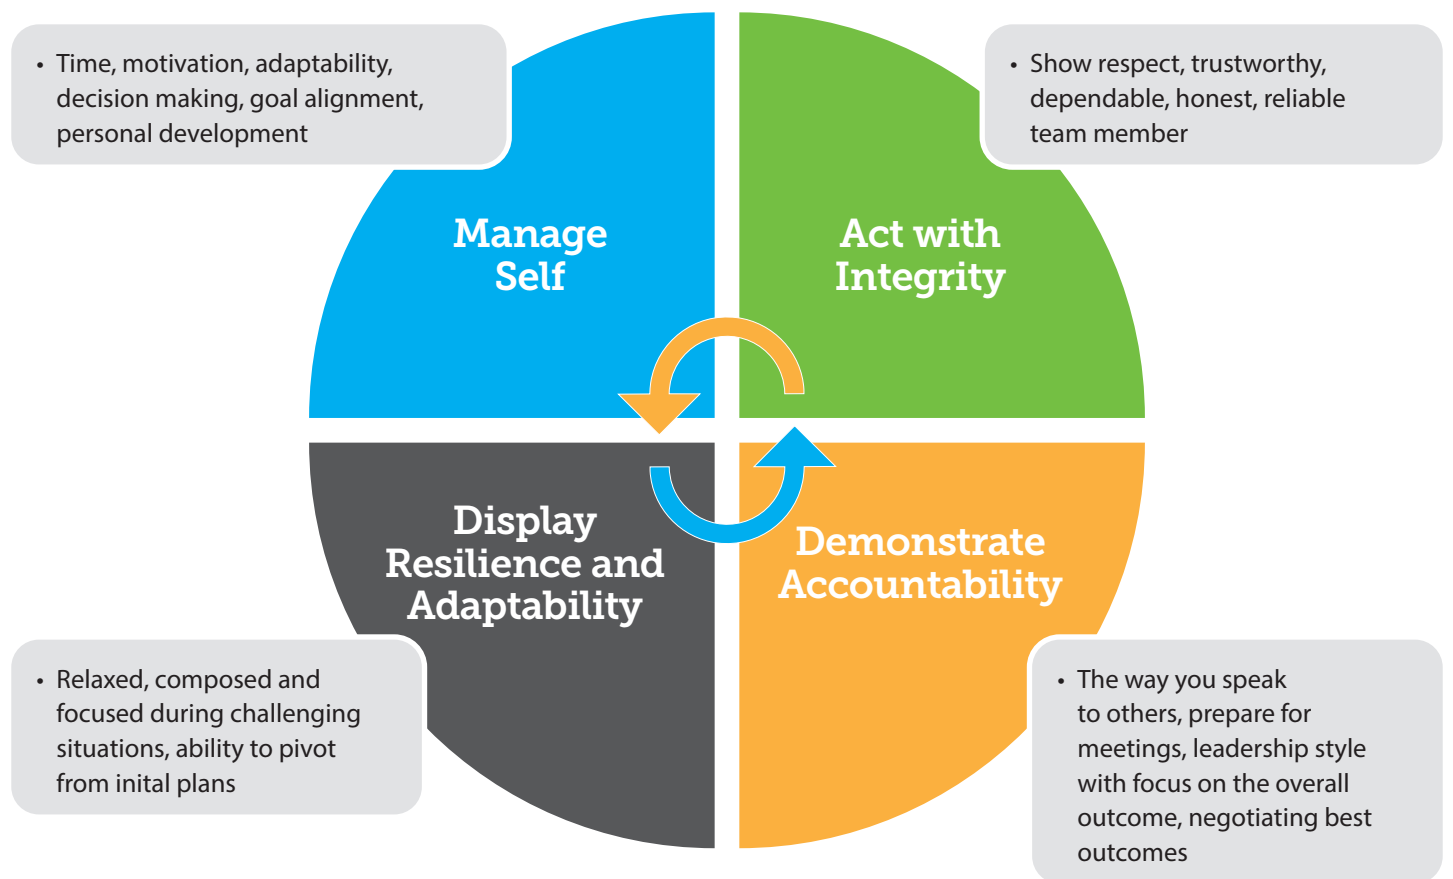 • Time, motivation, adaptability,
decision making, goal alignment,
personal development
• Show respect, trustworthy,
dependable, honest, reliable
team member
Manage
Self
Act with
Integrity
Display
Resilience and
Adaptability
Demonstrate
Accountability
• Relaxed, composed and
focused during challenging
situations, ability to pivot
from inital plans
• The way you speak
to others, prepare for
meetings, leadership style
with focus on the overall
outcome, negotiating best
outcomes